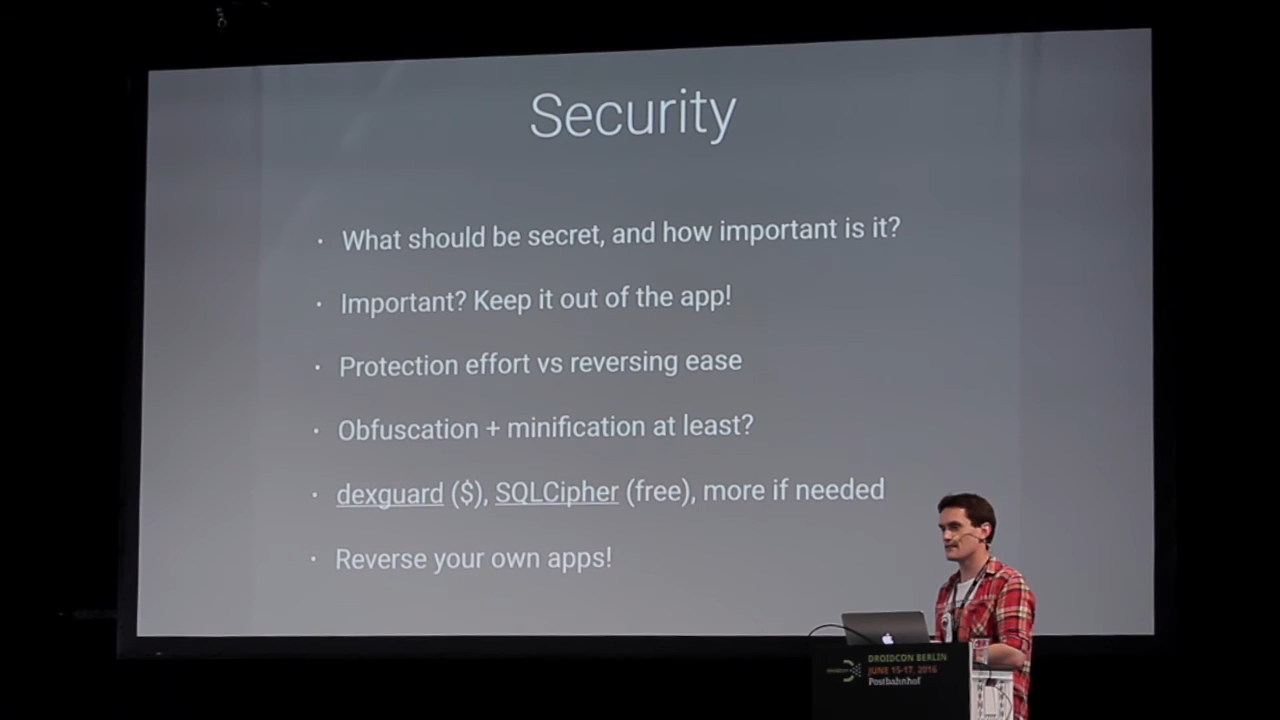 Security
· What should be secret, and how important is it?
· Important? Keep it out of the app!
· Protection effort vs reversing ease
· Obfuscation + minification at least?
· dexguard ($), SQLCipher (free), more if needed
· Reverse your own apps!
DROIDCON BERLIN
JUNE 15-17, 2016
Postbahnhof